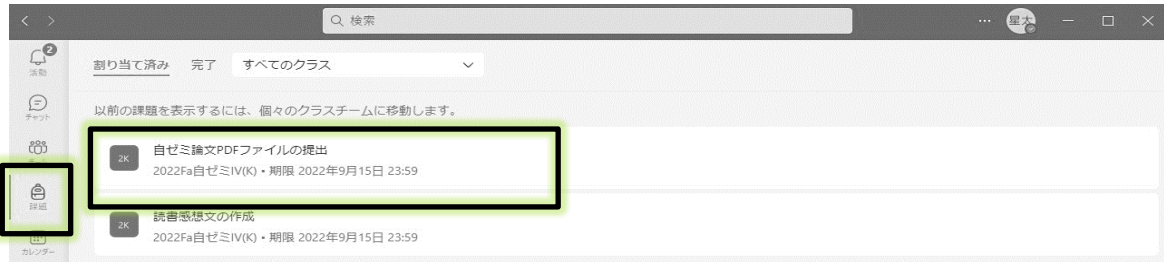 検索
星太
2
活動
割り当て済み 完了 すべてのクラス
以前の課題を表示するには、個々のクラスチームに移動します。
チャット
2K
自ゼミ論文PDFファイルの提出
2022Fa自ゼミIV(K)・期限 2022年9月15日 23:59
課題
2K
読書感想文の作成
2022Fa自ゼミIV(K)・期限 2022年9月15日 23:59
カレンダー